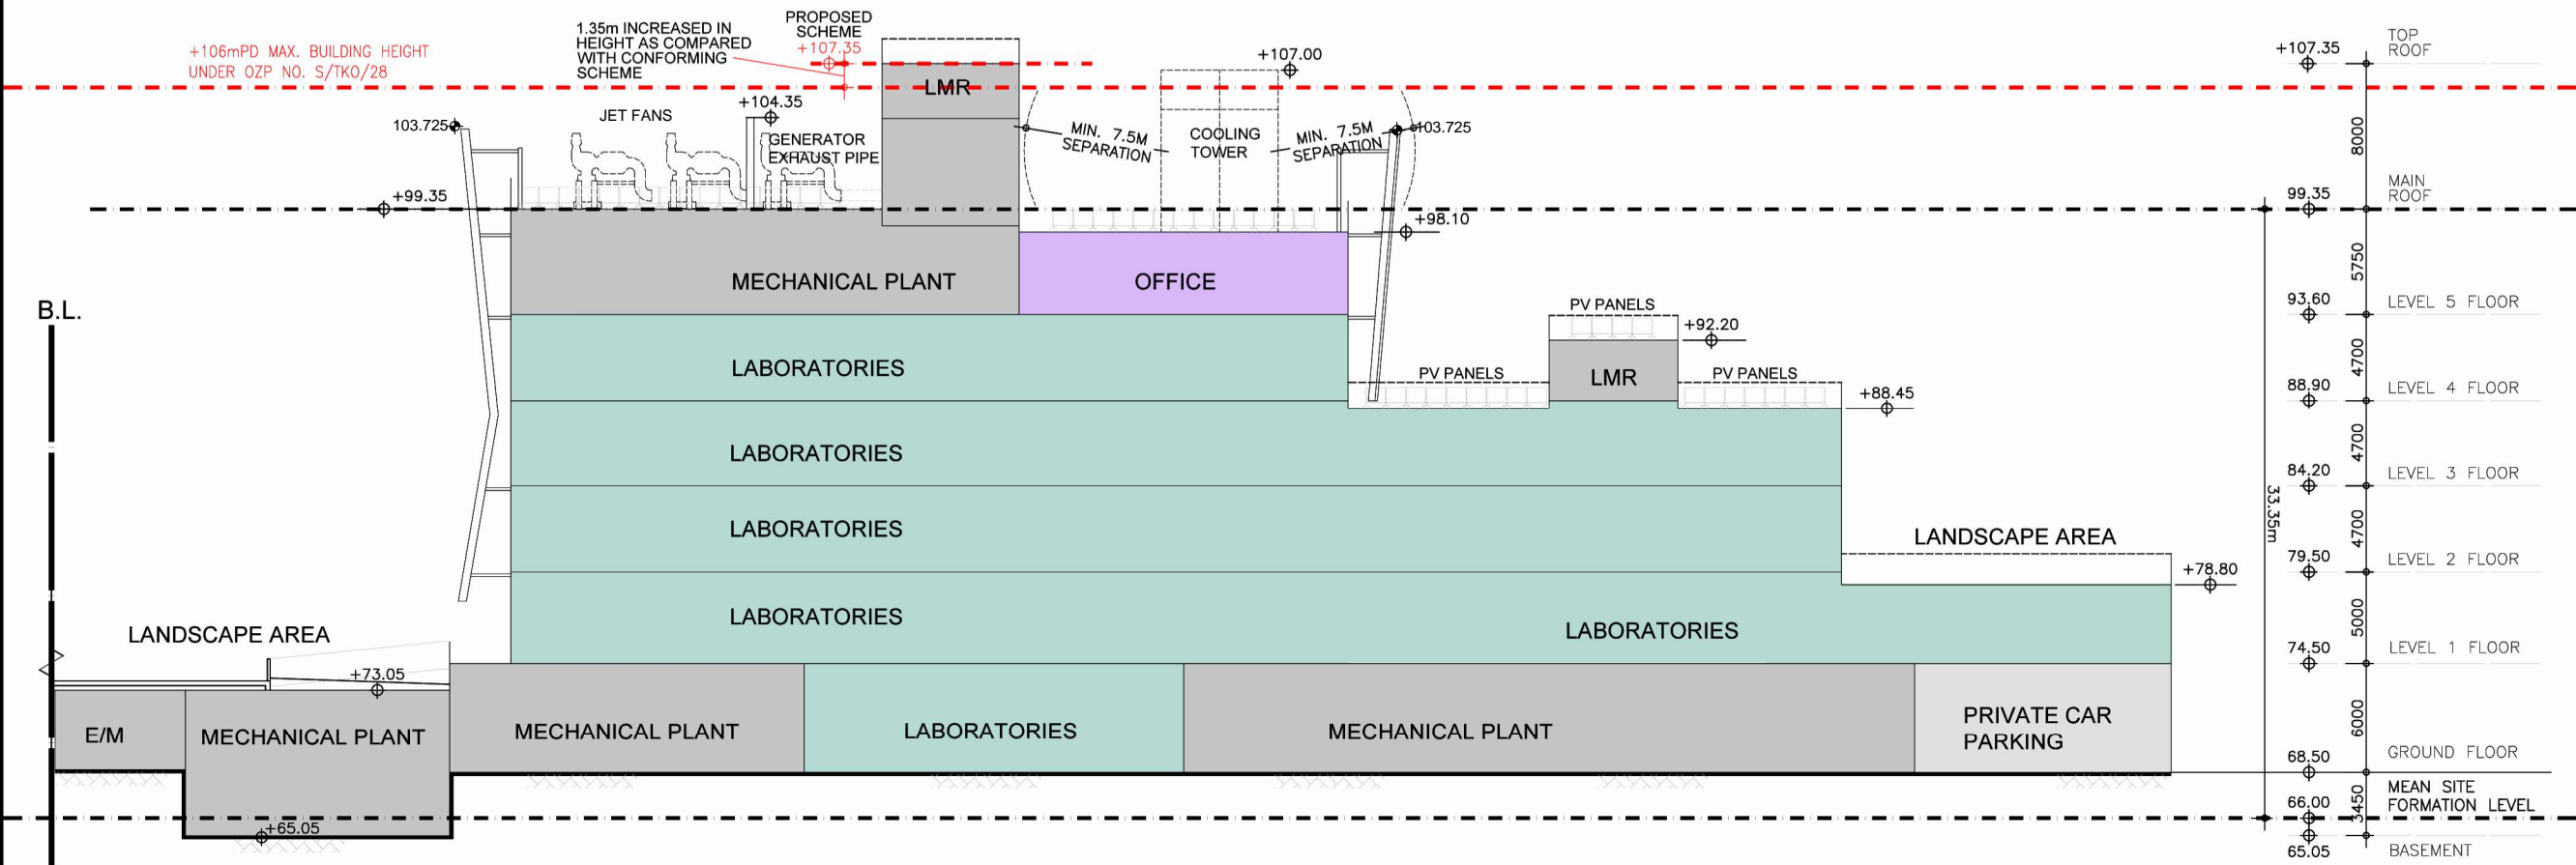 PROPOSED
SCHEME
+107.35
1.35m INCREASED IN
HEIGHT AS COMPARED
WITH CONFORMING
SCHEME
+106mPD MAX. BUILDING HEIGHT
UNDER OZP NO. S/TKO/28
+107.00
+107.35
TOP
ROOF
LMR
JET FANS
+104.35
103.725
GENERATOR
EXHAUST PIPE
MIN. 7.5M
SEPARATION
COOLING
TOWER
MIN. 7.5M
SEPARATION
103.725
8000
+99.35
99.35
MAIN
ROOF
+98.10
MECHANICAL PLANT
OFFICE
5750
B.L.
PV PANELS
93.60
LEVEL 5 FLOOR
+92.20
LABORATORIES
PV PANELS
LMR
PV PANELS
4700
88.90
LEVEL 4 FLOOR
+88.45
LABORATORIES
4700
84.20
LEVEL 3 FLOOR
33.35m
LABORATORIES
LANDSCAPE AREA
4700
79.50
LEVEL 2 FLOOR
+78.80
LABORATORIES
LABORATORIES
5000
LANDSCAPE AREA
74.50
LEVEL 1 FLOOR
+73.05
E/M
MECHANICAL PLANT
MECHANICAL PLANT
LABORATORIES
MECHANICAL PLANT
PRIVATE CAR
PARKING
6000
68.50
GROUND FLOOR
66.00
3450
MEAN SITE
FORMATION LEVEL
+65.05
65.05
BASEMENT